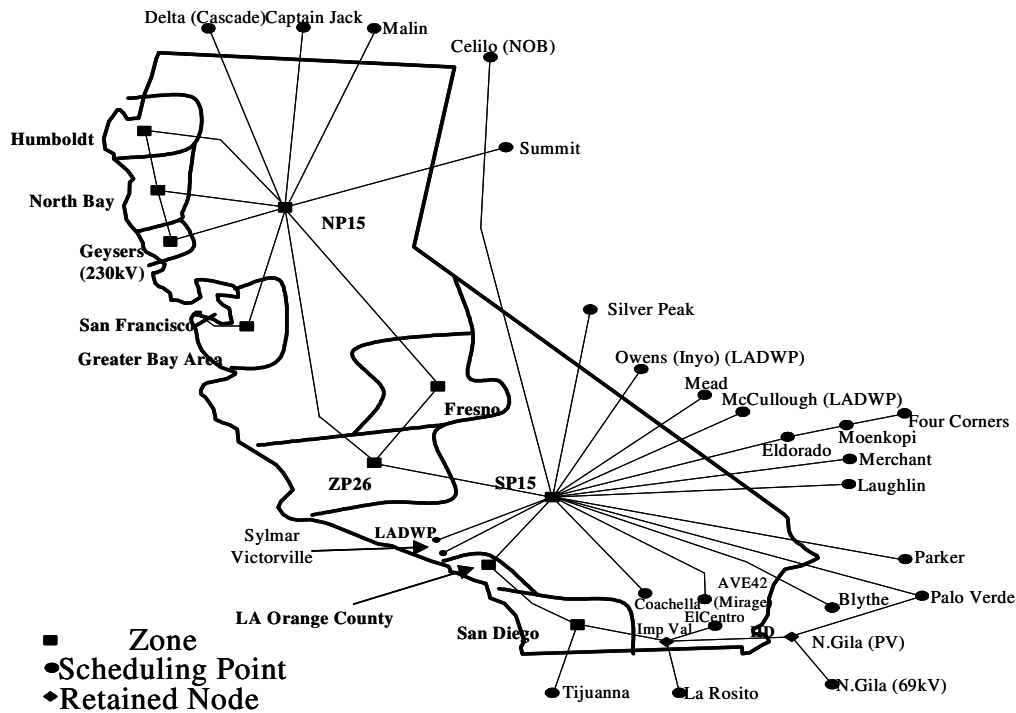 Delta (Cascade)
Captain Jack
Malin
Celilo (NOB)
Humboldt
Summit
North Bay
NP15
Geysers
(230kV)
San Francisco
Greater Bay Area
Silver Peak
Owens (Inyo) (LADWP)
Mead
McCullough (LADWP)
Four Corners
Moenkopi
Eldorado
Merchant
Laughlin
Fresno
ZP26
SP15
LADWP
Sylmar
Victorville
Parker
AVE42
(Mirage)
Coachella
Blythe
Palo Verde
LA Orange County
ElCentro
San Diego
Imp Val
N.Gila (PV)
Tijuanna
La Rosito
N.Gila (69kV)
Zone
Scheduling Point
Retained Node